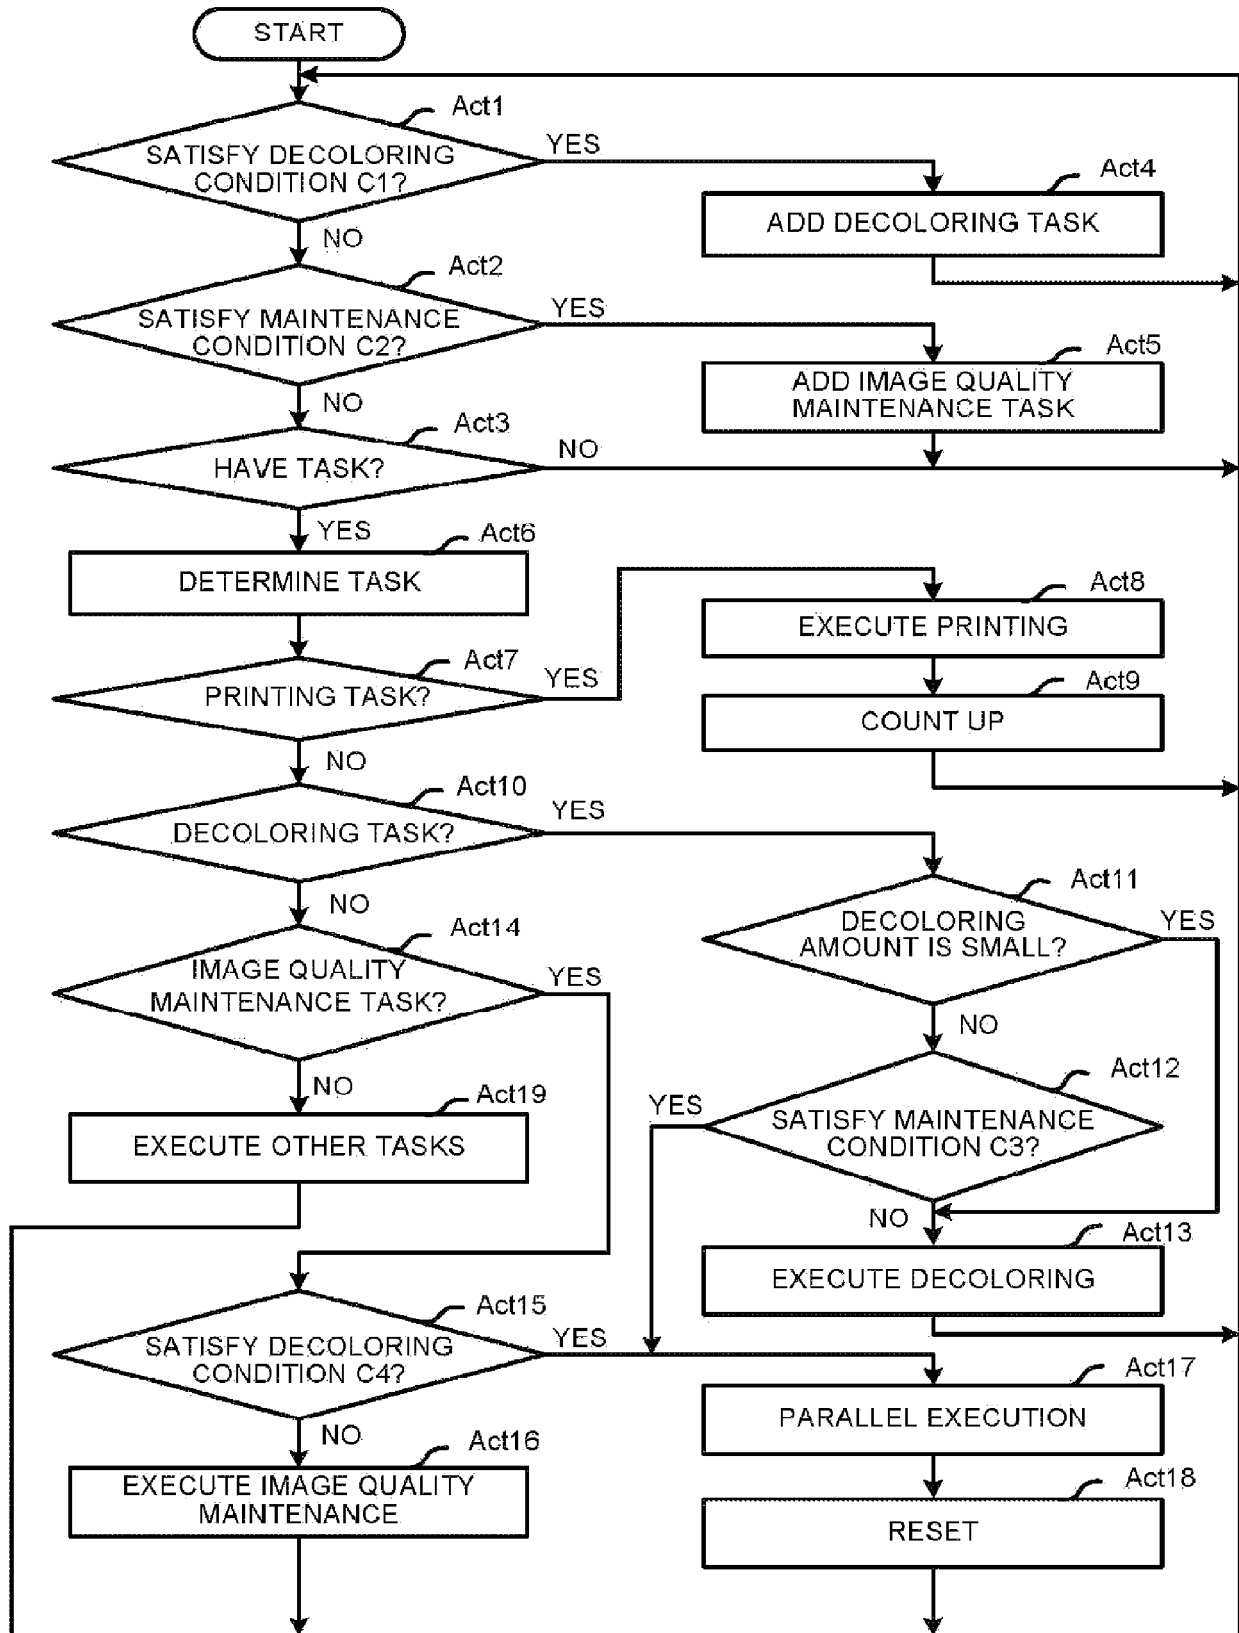 START
Act1
SATISFY DECOLORING
CONDITION C1?
YES
NO
Act4
ADD DECOLORING TASK
Act2
SATISFY MAINTENANCE
CONDITION C2?
YES
NO
Act5
ADD IMAGE QUALITY
MAINTENANCE TASK
Act3
HAVE TASK?
NO
YES
Act6
DETERMINE TASK
Act7
PRINTING TASK?
YES
NO
Act8
EXECUTE PRINTING
Act9
COUNT UP
Act10
DECOLORING TASK?
YES
NO
Act11
DECOLORING
AMOUNT IS SMALL?
YES
NO
Act14
IMAGE QUALITY
MAINTENANCE TASK?
YES
NO
Act12
SATISFY MAINTENANCE
CONDITION C3?
YES
NO
Act19
EXECUTE OTHER TASKS
Act13
EXECUTE DECOLORING
Act15
SATISFY DECOLORING
CONDITION C4?
YES
NO
Act17
PARALLEL EXECUTION
Act16
EXECUTE IMAGE QUALITY
MAINTENANCE
Act18
RESET